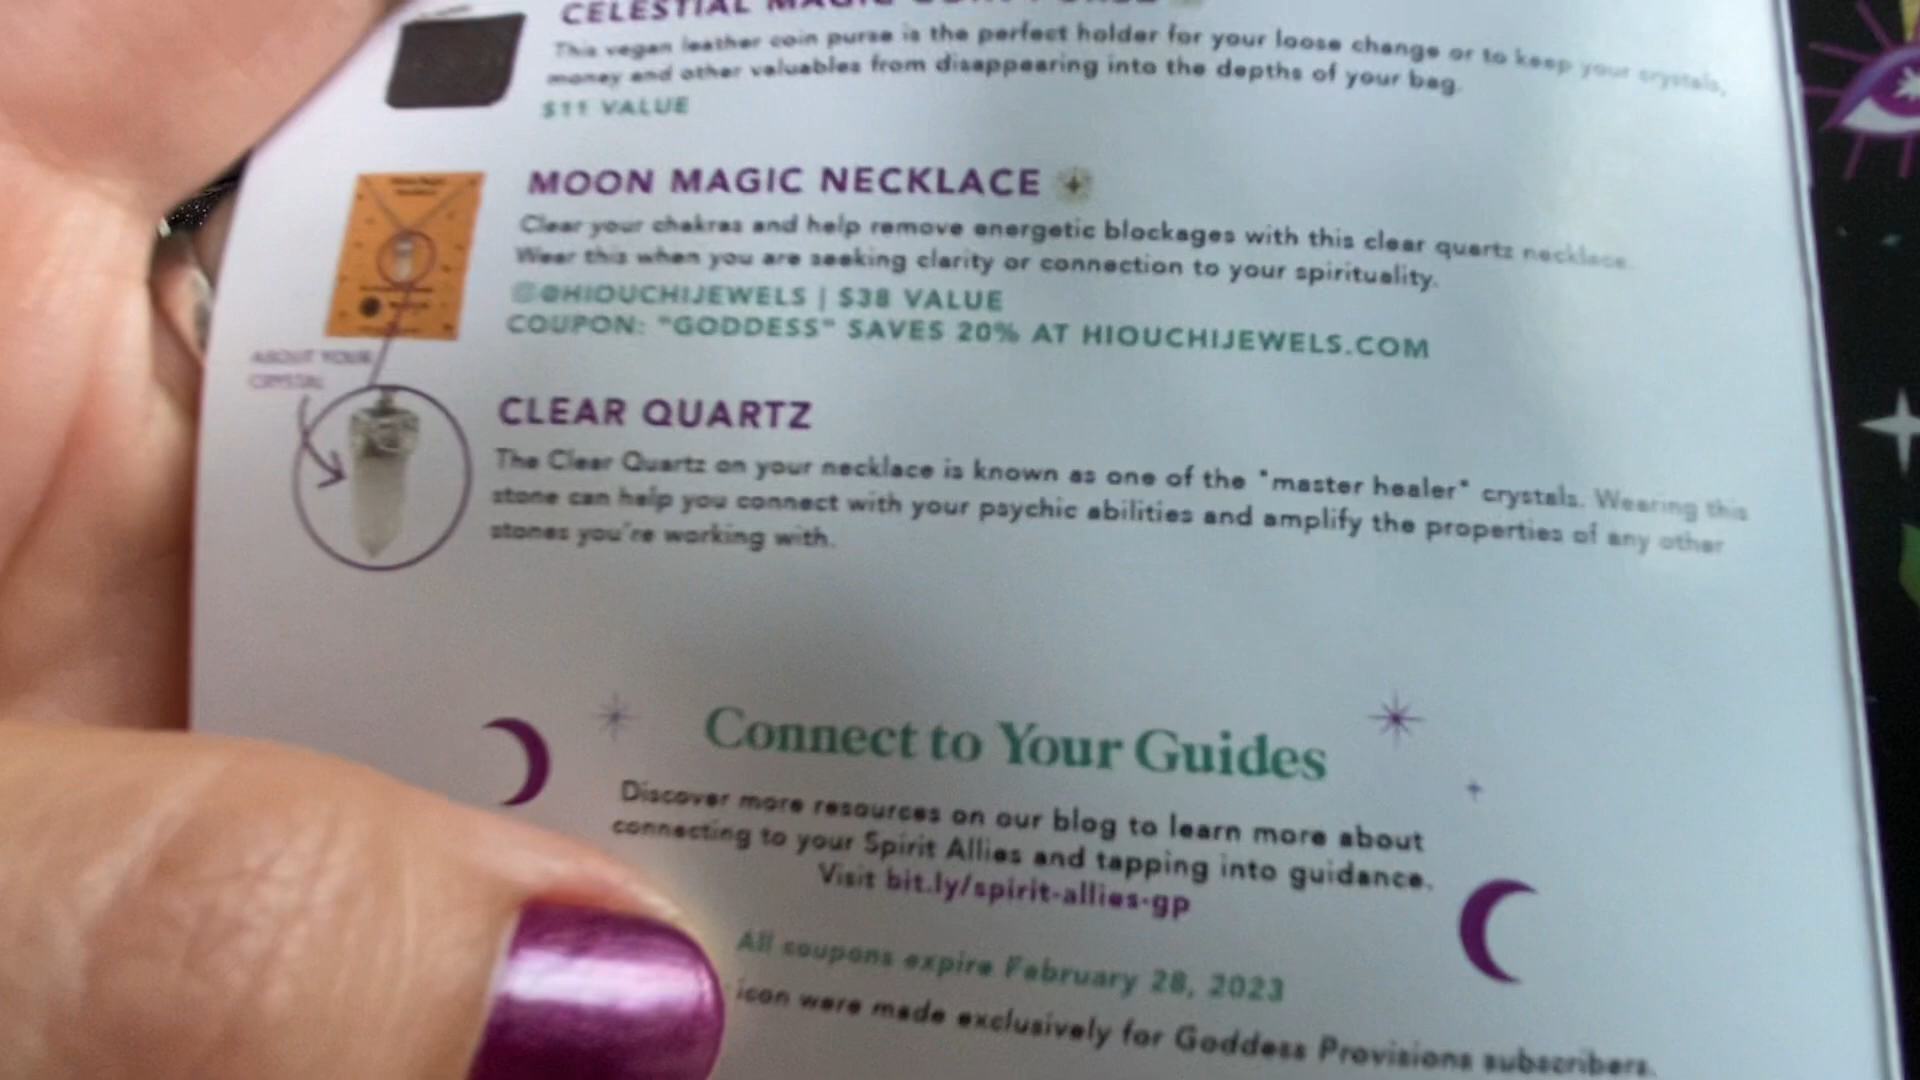 CELESTIAL MAGIC
This vegan leather coin purse is the perfect holder for your loose change or to keep your crystals,
money and other valuables from disappearing into the depths of your bag.
$11 VALUE
MOON MAGIC NECKLACE
Clear your chakras and help remove energetic blockages with this clear quartz necklace.
Wear this when you are seeking clarity or connection to your spirituality.
@HIOUCHIJEWELS | $38 VALUE
COUPON: "GODDESS" SAVES 20% AT HIOUCHIJEWELS.COM
ABOUT YOUR
CRYSTAL
CLEAR QUARTZ
The Clear Quartz on your necklace is known as one of the "master healer" crystals. Wearing this
stone can help you connect with your psychic abilities and amplify the properties of any other
stones you're working with.
Connect to Your Guides
Discover more resources on our blog to learn more about
connecting to your Spirit Allies and tapping into guidance.
Visit bit.ly/spirit-allies-gp
All coupons expire February 28, 2023
icon were made exclusively for Goddess Provisions subscribers.